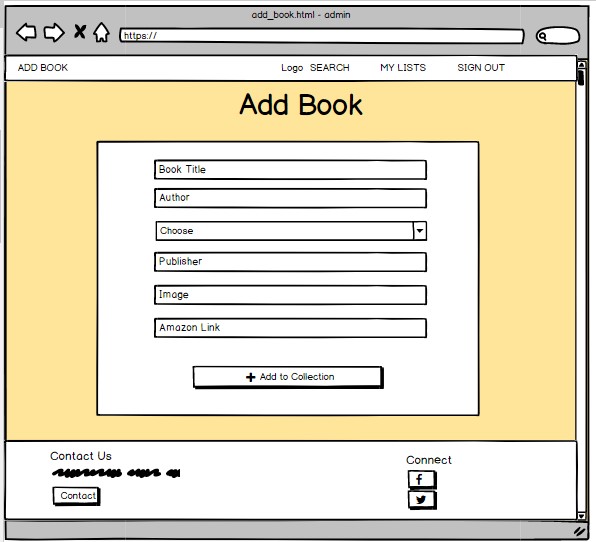 add_book.html - admin
https://
ADD BOOK Logo SEARCH MY LISTS SIGN OUT
Add Book
Book Title
Author
Choose
Publisher
Image
Amazon Link
+ Add to Collection
Contact Us
Contact
Connect
f